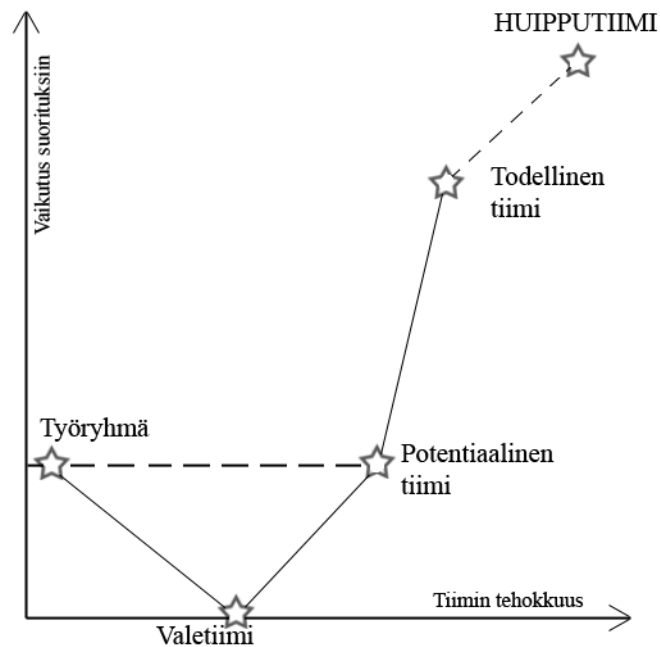 HUIPPUTIIMI
Vaikutus suorituksiin
Todellinen
tiimi
Työryhmä
Potentiaalinen
tiimi
Tiimin tehokkuus
Valetiimi